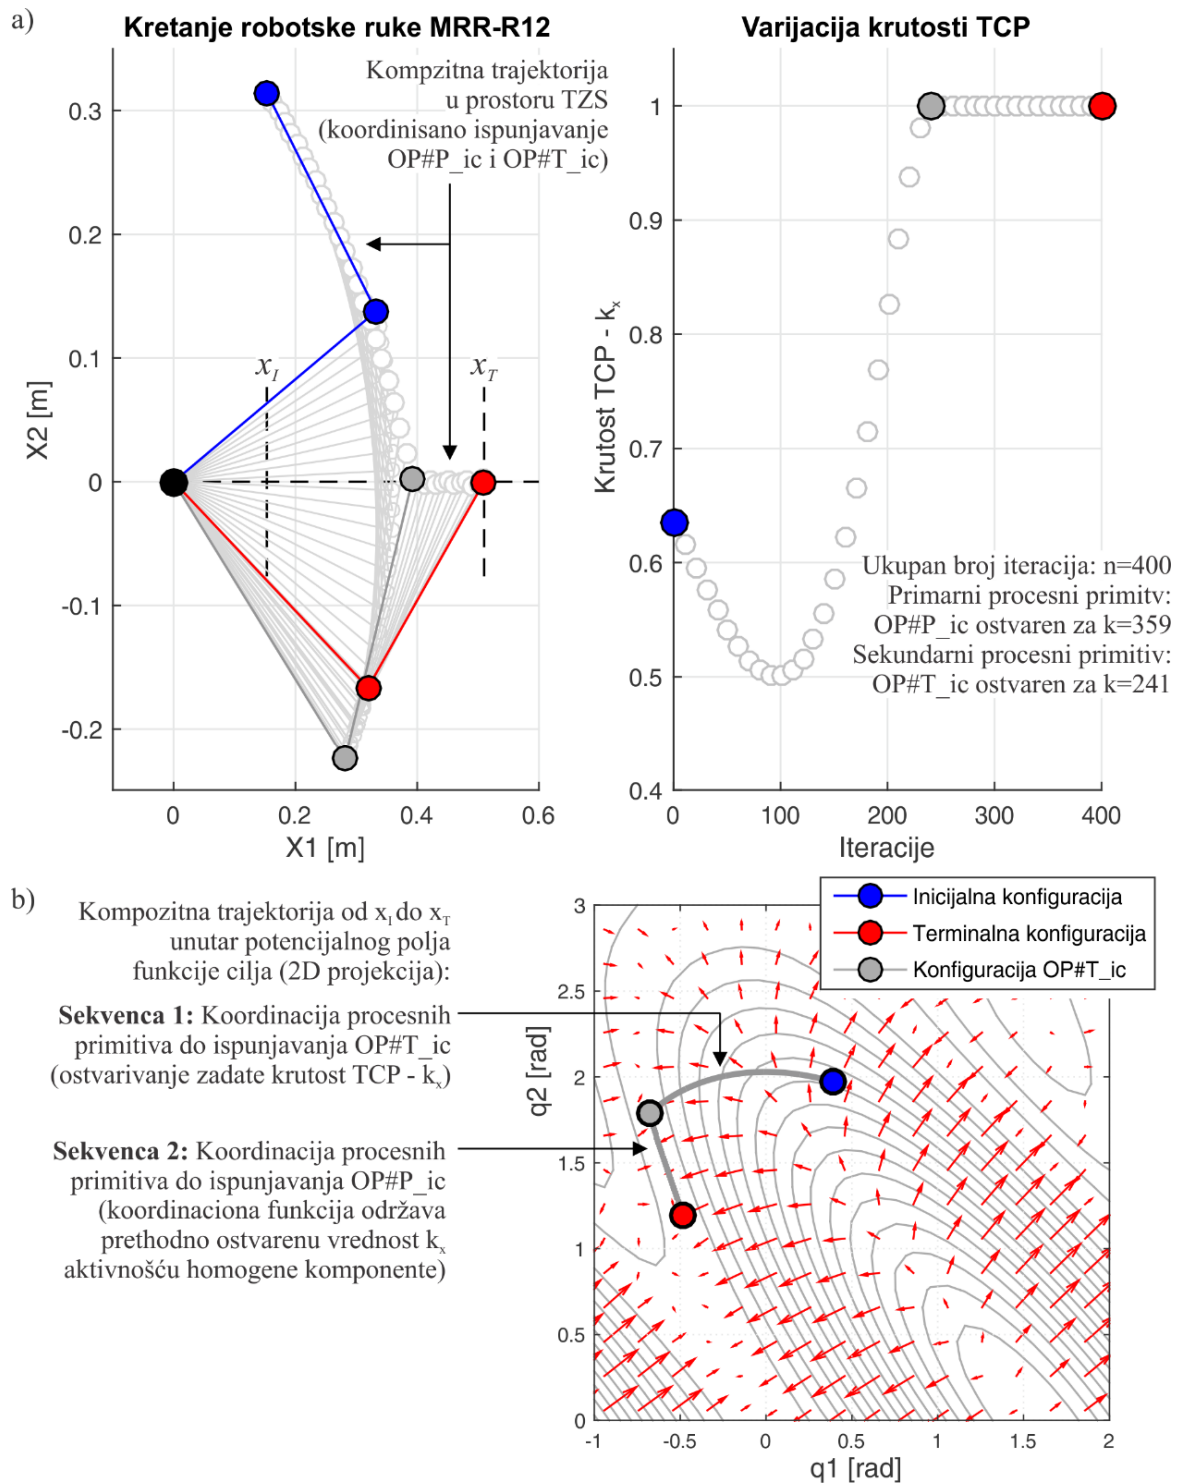 a)
Kretanje robotske ruke MRR-R12
Kompzitna trajektorija
u prostoru TZS
(koordinisano ispunjavanje
OP#P_ic i OP#T_ic)
x_I
x_T
X2 [m]
0.3
0.2
0.1
0
-0.1
-0.2
0
0.2
0.4
0.6
X1 [m]
Varijacija krutosti TCP
Krutost TCP - k_x
1
0.9
0.8
0.7
0.6
0.5
0.4
Ukupan broj iteracija: n=400
Primarni procesni primitv:
OP#P_ic ostvaren za k=359
Sekundarni procesni primitiv:
OP#T_ic ostvaren za k=241
0
100
200
300
400
Iteracije
b)
Kompozitna trajektorija od x_I do x_T
unutar potencijalnog polja
funkcije cilja (2D projekcija):
Sekvenca 1: Koordinacija procesnih
primitiva do ispunjavanja OP#T_ic
(ostvarivanje zadate krutost TCP - k_x)
Sekvenca 2: Koordinacija procesnih
primitiva do ispunjavanja OP#P_ic
(koordinaciona funkcija održava
prethodno ostvarenu vrednost k_x
aktivnošću homogene komponente)
Inicijalna konfiguracija
Terminalna konfiguracija
Konfiguracija OP#T_ic
q2 [rad]
3
2.5
2
1.5
1
0.5
0
-1
-0.5
0
0.5
1
1.5
2
q1 [rad]